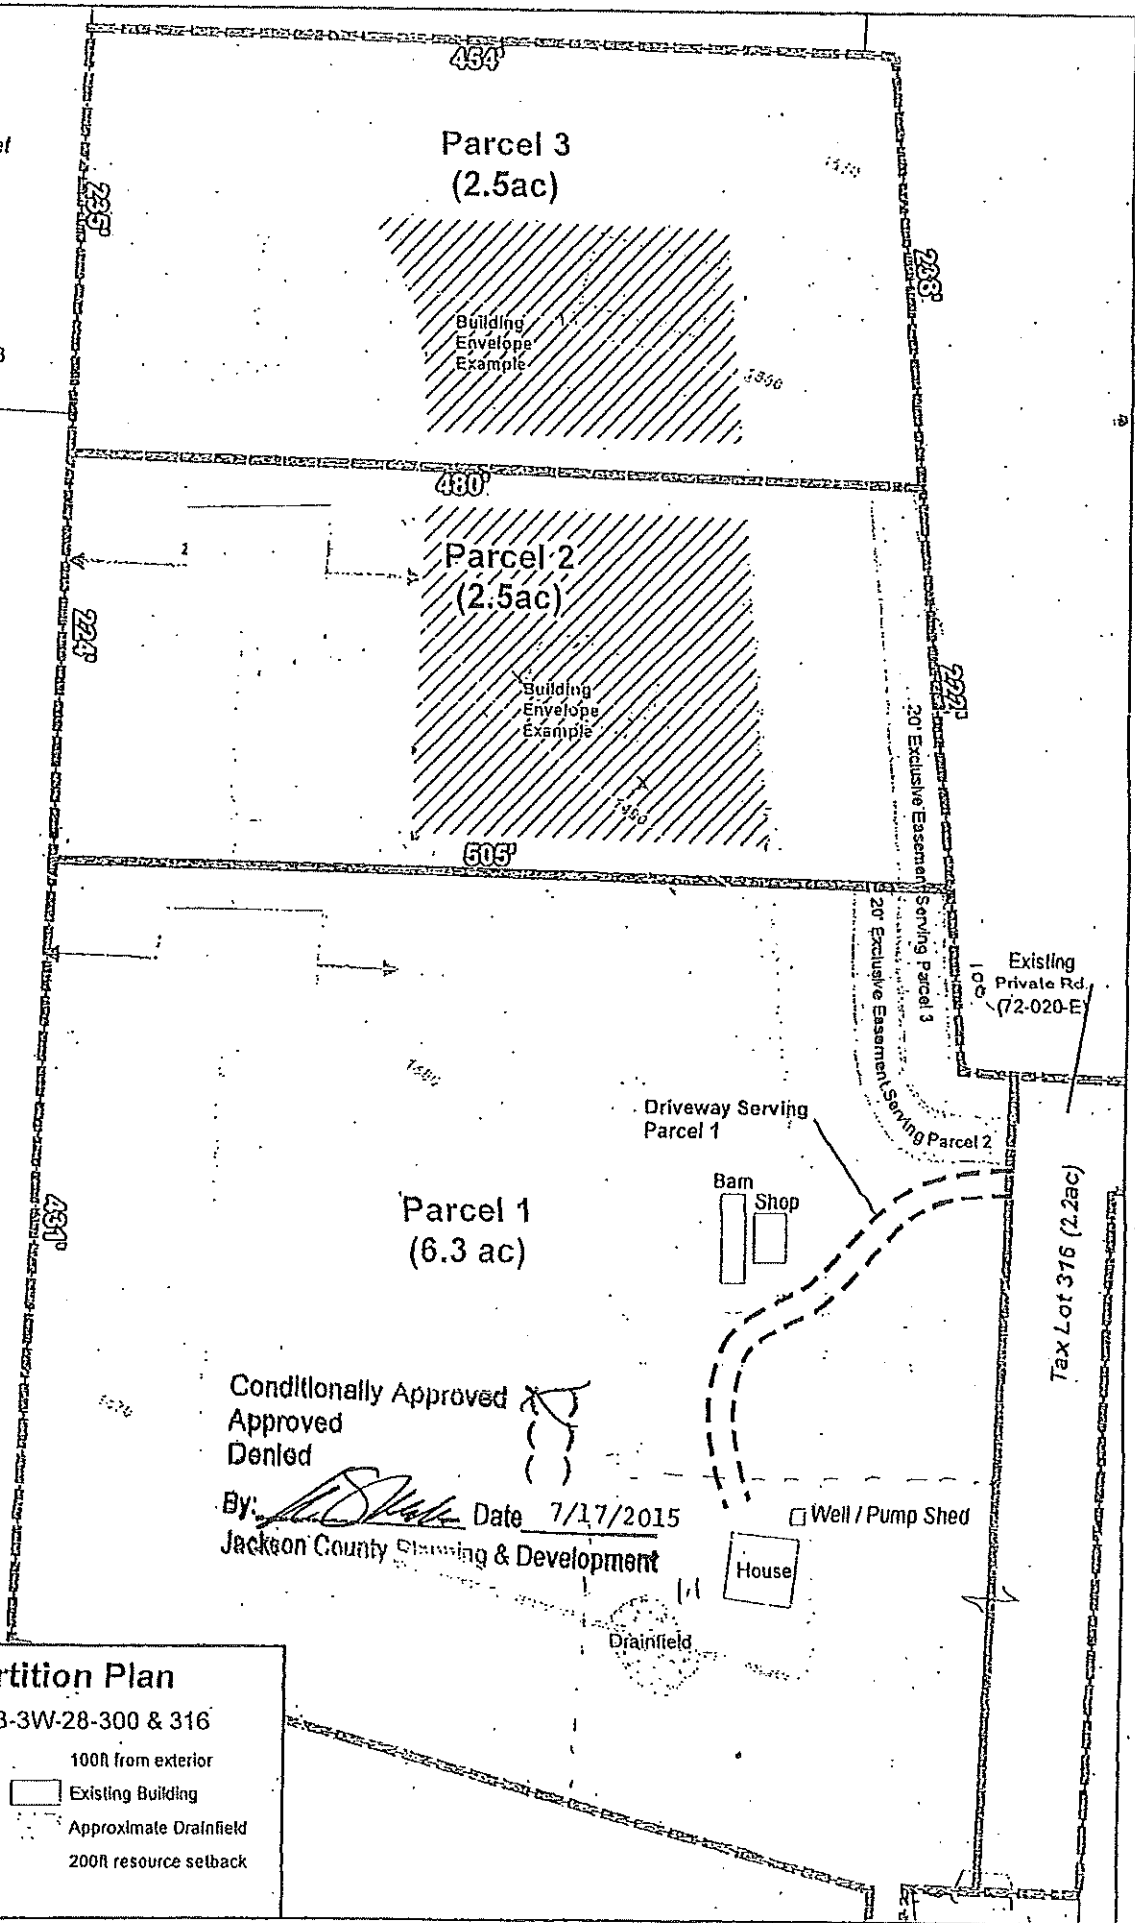 454'
Parcel 3
(2.5ac)
1570
235'
238'
Building
Envelope
Example
480'
Parcel 2
(2.5ac)
224'
222'
Building
Envelope
Example
20' Exclusive Easement Serving Parcel 3
505'
20' Exclusive Easement Serving Parcel 2
100
Existing
Private Rd.
(72-020-E)
Driveway Serving
Parcel 1
Barn
Shop
Parcel 1
(6.3 ac)
431'
Tax Lot 316 (2.2ac)
1570
Conditionally Approved
Approved ( )
Denied ( )
By: Date 7/17/2015
Jackson County Planning & Development
Well / Pump Shed
House
Drainfield
rtition Plan
3-3W-28-300 & 316
100ft from exterior
Existing Building
Approximate Drainfield
200ft resource setback